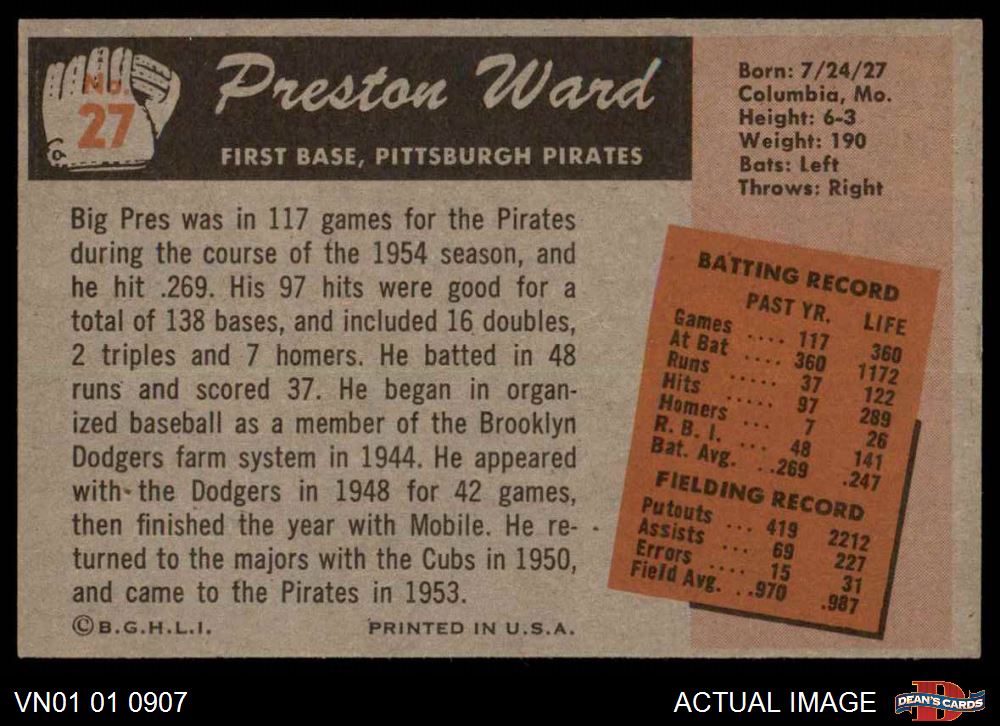 No.
27
Preston Ward
FIRST BASE, PITTSBURGH PIRATES
Born: 7/24/27
Columbia, Mo.
Height: 6-3
Weight: 190
Bats: Left
Throws: Right
Big Pres was in 117 games for the Pirates
during the course of the 1954 season, and
he hit .269. His 97 hits were good for a
total of 138 bases, and included 16 doubles,
2 triples and 7 homers. He batted in 48
runs and scored 37. He began in organ-
ized baseball as a member of the Brooklyn
Dodgers farm system in 1944. He appeared
with the Dodgers in 1948 for 42 games,
then finished the year with Mobile. He re-
turned to the majors with the Cubs in 1950,
and came to the Pirates in 1953.
©B.G.H.L.I. PRINTED IN U.S.A.
BATTING RECORD
PAST YR. LIFE
Games .... 117 360
At Bat .... 360 1172
Runs ..... 37 122
Hits ..... 97 289
Homers ... 7 26
R. B. I. ... 48 141
Bat. Avg. ..269 .247
FIELDING RECORD
Putouts ... 419 2212
Assists ... 69 227
Errors .... 15 31
Field Avg. ..970 .987
VN01 01 0907
ACTUAL IMAGE
D
DEAN'S CARDS